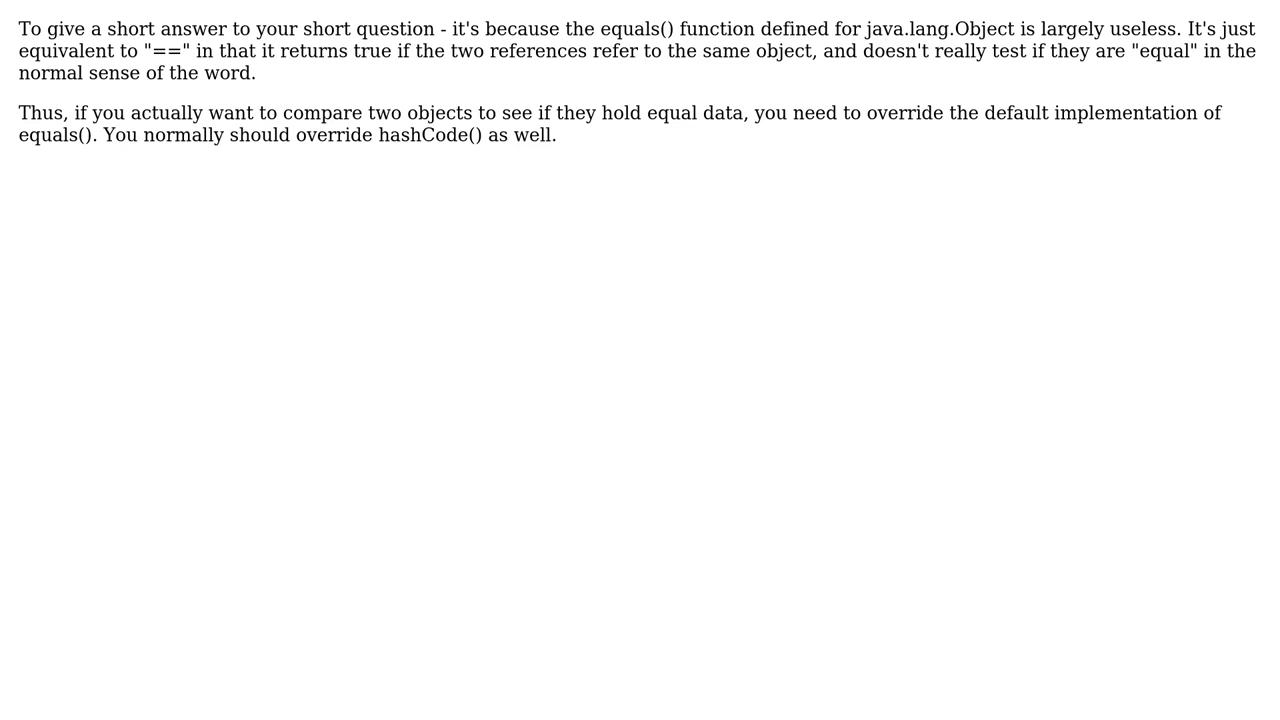 To give a short answer to your short question - it's because the equals() function defined for java.lang.Object is largely useless. It's just
equivalent to "==" in that it returns true if the two references refer to the same object, and doesn't really test if they are "equal" in the
normal sense of the word.
Thus, if you actually want to compare two objects to see if they hold equal data, you need to override the default implementation of
equals(). You normally should override hashCode() as well.